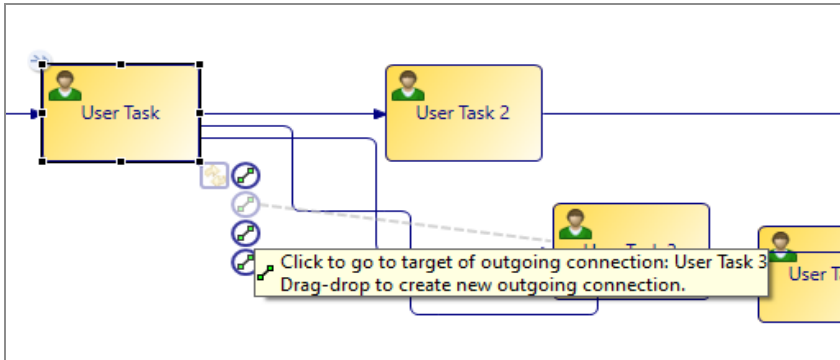 User Task
User Task 2
Click to go to target of outgoing connection: User Task 3
Drag-drop to create new outgoing connection.
User